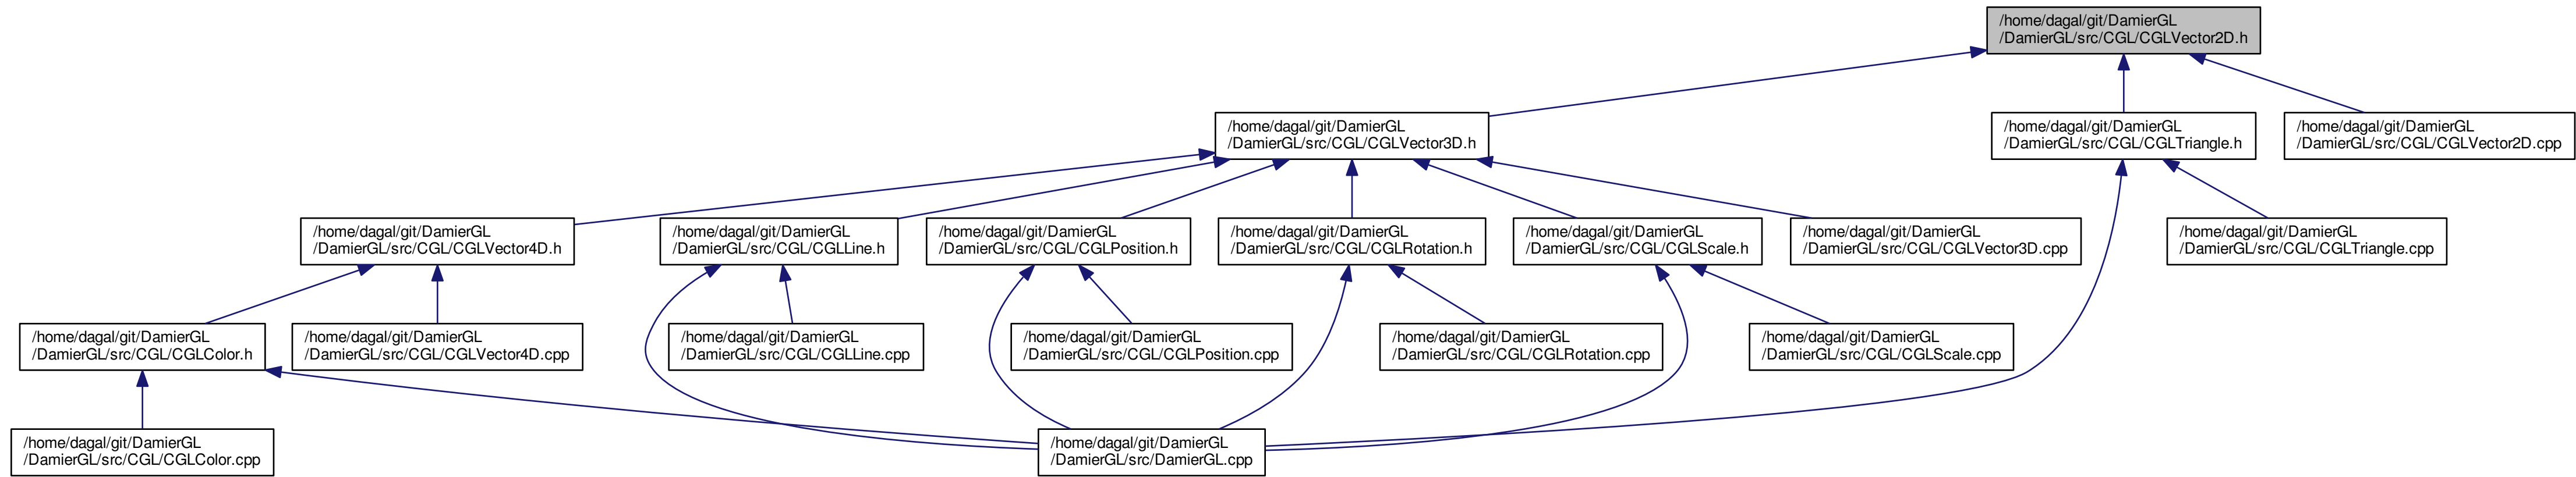 /home/dagal/git/DamierGL
/DamierGL/src/CGL/CGLVector2D.h
/home/dagal/git/DamierGL
/DamierGL/src/CGL/CGLVector3D.h
/home/dagal/git/DamierGL
/DamierGL/src/CGL/CGLTriangle.h
/home/dagal/git/DamierGL
/DamierGL/src/CGL/CGLVector2D.cpp
/home/dagal/git/DamierGL
/DamierGL/src/CGL/CGLVector4D.h
/home/dagal/git/DamierGL
/DamierGL/src/CGL/CGLLine.h
/home/dagal/git/DamierGL
/DamierGL/src/CGL/CGLPosition.h
/home/dagal/git/DamierGL
/DamierGL/src/CGL/CGLRotation.h
/home/dagal/git/DamierGL
/DamierGL/src/CGL/CGLScale.h
/home/dagal/git/DamierGL
/DamierGL/src/CGL/CGLVector3D.cpp
/home/dagal/git/DamierGL
/DamierGL/src/CGL/CGLTriangle.cpp
/home/dagal/git/DamierGL
/DamierGL/src/CGL/CGLColor.h
/home/dagal/git/DamierGL
/DamierGL/src/CGL/CGLVector4D.cpp
/home/dagal/git/DamierGL
/DamierGL/src/CGL/CGLLine.cpp
/home/dagal/git/DamierGL
/DamierGL/src/CGL/CGLPosition.cpp
/home/dagal/git/DamierGL
/DamierGL/src/CGL/CGLRotation.cpp
/home/dagal/git/DamierGL
/DamierGL/src/CGL/CGLScale.cpp
/home/dagal/git/DamierGL
/DamierGL/src/CGL/CGLColor.cpp
/home/dagal/git/DamierGL
/DamierGL/src/DamierGL.cpp